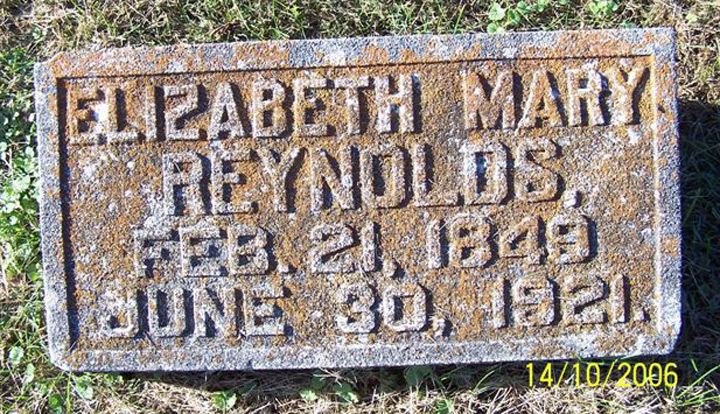 ELIZABETH MARY
REYNOLDS.
FEB. 21, 1849
JUNE 30, 1921.
14/10/2006